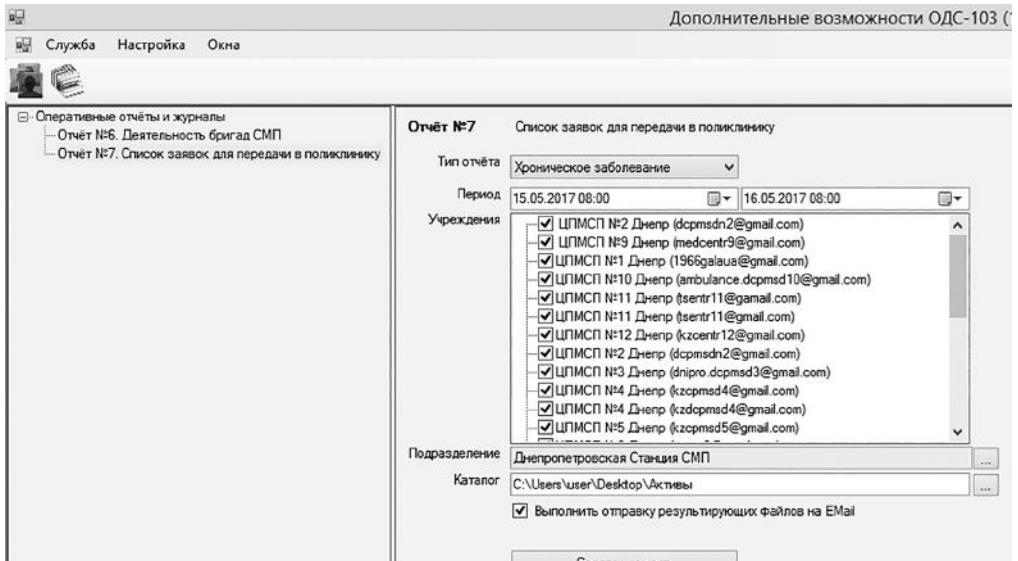 Дополнительные возможности ОДС-103 (1
Служба Настройка Окна
Оперативные отчёты и журналы
Отчёт №6. Деятельность бригад СМП
Отчёт №7. Список заявок для передачи в поликлинику
Отчёт №7 Список заявок для передачи в поликлинику
Тип отчёта Хроническое заболевание
Период 15.05.2017 08:00 16.05.2017 08:00
Учреждения
ЦПМСП №2 Днепр (dcpmsdn2@gmail.com)
ЦПМСП №9 Днепр (medcentr9@gmail.com)
ЦПМСП №1 Днепр (1966galaua@gmail.com)
ЦПМСП №10 Днепр (ambulance.dcpmsd10@gmail.com)
ЦПМСП №11 Днепр (tsentr11@gamail.com)
ЦПМСП №11 Днепр (tsentr11@gmail.com)
ЦПМСП №12 Днепр (kzcentr12@gmail.com)
ЦПМСП №2 Днепр (dcpmsdn2@gmail.com)
ЦПМСП №3 Днепр (dnipro.dcpmsd3@gmail.com)
ЦПМСП №4 Днепр (kzcpmsd4@gmail.com)
ЦПМСП №4 Днепр (kzdcpmsd4@gmail.com)
ЦПМСП №5 Днепр (kzcpmsd5@gmail.com)
Подразделение Днепропетровская Станция СМП ...
Каталог C:\Users\user\Desktop\Активы ...
Выполнить отправку результирующих файлов на EMail